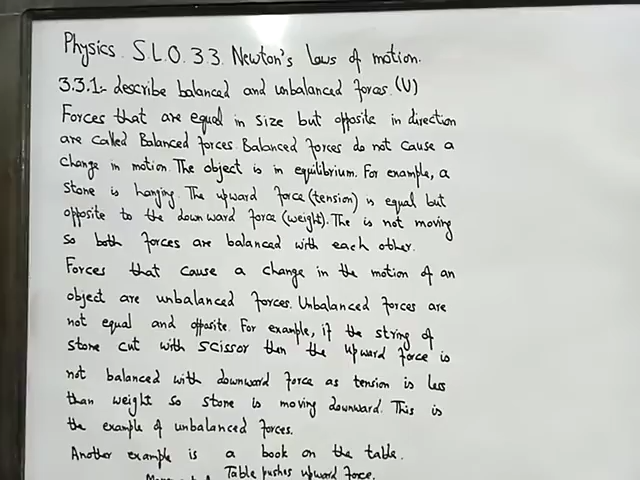 Physics. S.L.O. 3.3. Newton's laws of motion.
3.3.1:- describe balanced and unbalanced forces. (U)
Forces that are equal in size but opposite in direction
are called Balanced forces. Balanced forces do not cause a
change in motion. The object is in equilibrium. For example, a
stone is hanging. The upward force (tension) is equal but
opposite to the downward force (weight). The is not moving
so both forces are balanced with each other.
Forces that cause a change in the motion of an
object are unbalanced forces. Unbalanced forces are
not equal and opposite. For example, if the string of
stone cut with scissor then the upward force is
not balanced with downward force as tension is less
than weight so stone is moving downward. This is
the example of unbalanced forces.
Another example is a book on the table.
Table pushes upward force.